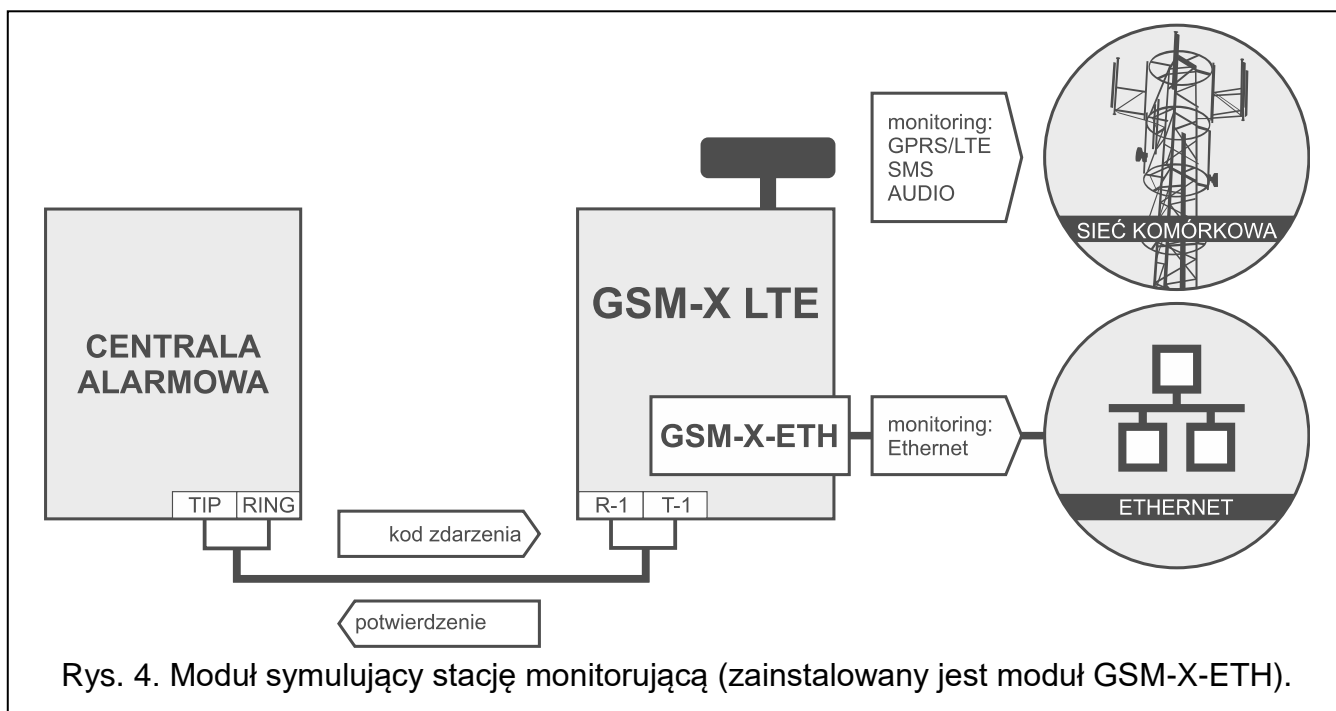 monitoring:
GPRS/LTE
SMS
AUDIO
SIEĆ KOMÓRKOWA
CENTRALA
ALARMOWA
TIP RING
GSM-X LTE
GSM-X-ETH
R-1 T-1
monitoring:
Ethernet
ETHERNET
kod zdarzenia
potwierdzenie
Rys. 4. Moduł symulujący stację monitorującą (zainstalowany jest moduł GSM-X-ETH).